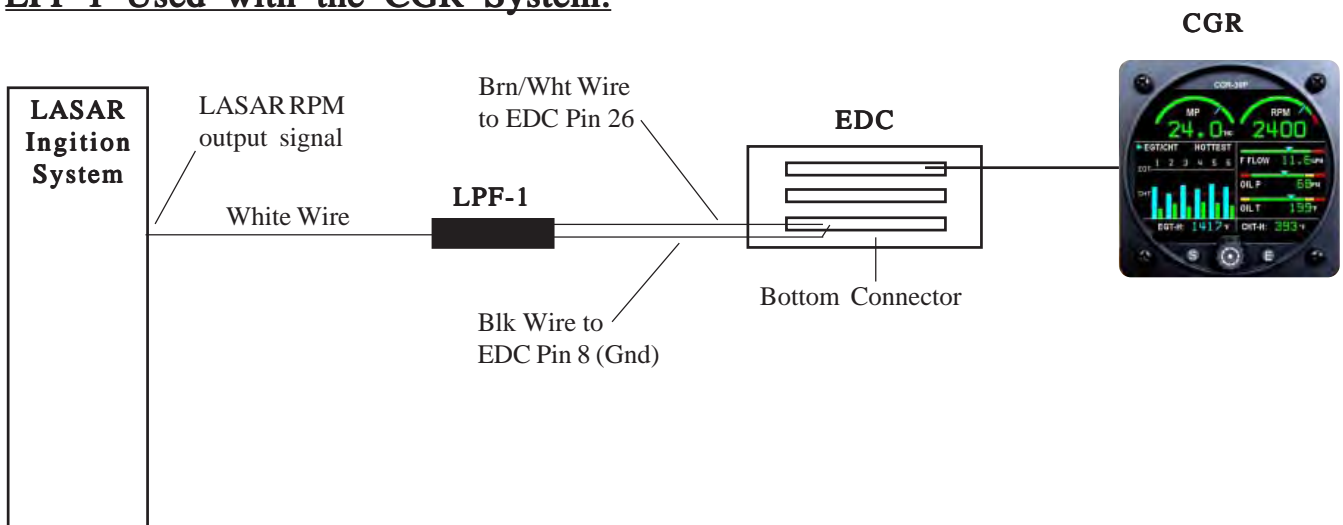 LPF-1 Used with the CGR System:
CGR
LASAR
Ingition
System
LASAR RPM
output signal
White Wire
LPF-1
Brn/Wht Wire
to EDC Pin 26
EDC
Blk Wire to
EDC Pin 8 (Gnd)
Bottom Connector
CGR-30P
MP
24.0
RPM
2400
EGT/CHT HOTTEST
1 2 3 4 5 6
EGT
CHT
F FLOW 11.6
OIL P
OIL T
EGT-H: 1417
CHT-H: 393
S
E